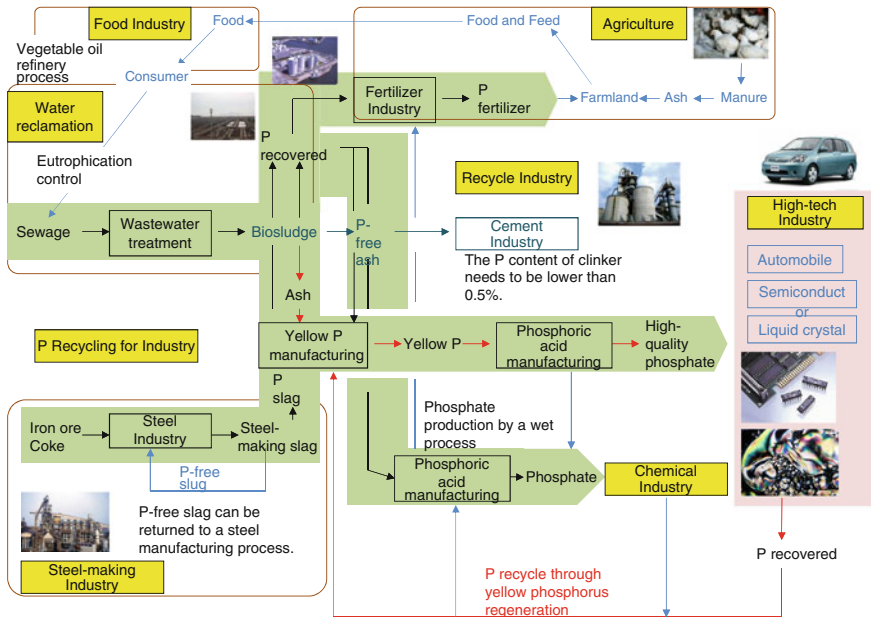 Food Industry
Food
Food and Feed
Agriculture
Vegetable oil
refinery
process
Consumer
Water
reclamation
Fertilizer
Industry
P
fertilizer
Farmland
Ash
Manure
P
recovered
Eutrophication
control
Recycle Industry
High-tech
Industry
Sewage
Wastewater
treatment
Biosludge
P-
free
ash
Cement
Industry
The P content of clinker
needs to be lower than
0.5%.
Automobile
Semiconduct
or
Liquid crystal
Ash
P Recycling for Industry
Yellow P
manufacturing
Yellow P
Phosphoric
acid
manufacturing
High-
quality
phosphate
P
slag
Iron ore
Coke
Steel
Industry
Steel-
making slag
P-free
slug
Phosphate
production by a wet
process
Phosphoric
acid
manufacturing
Phosphate
Chemical
Industry
P-free slag can be
returned to a steel
manufacturing process.
P recovered
Steel-making
Industry
P recycle through
yellow phosphorus
regeneration